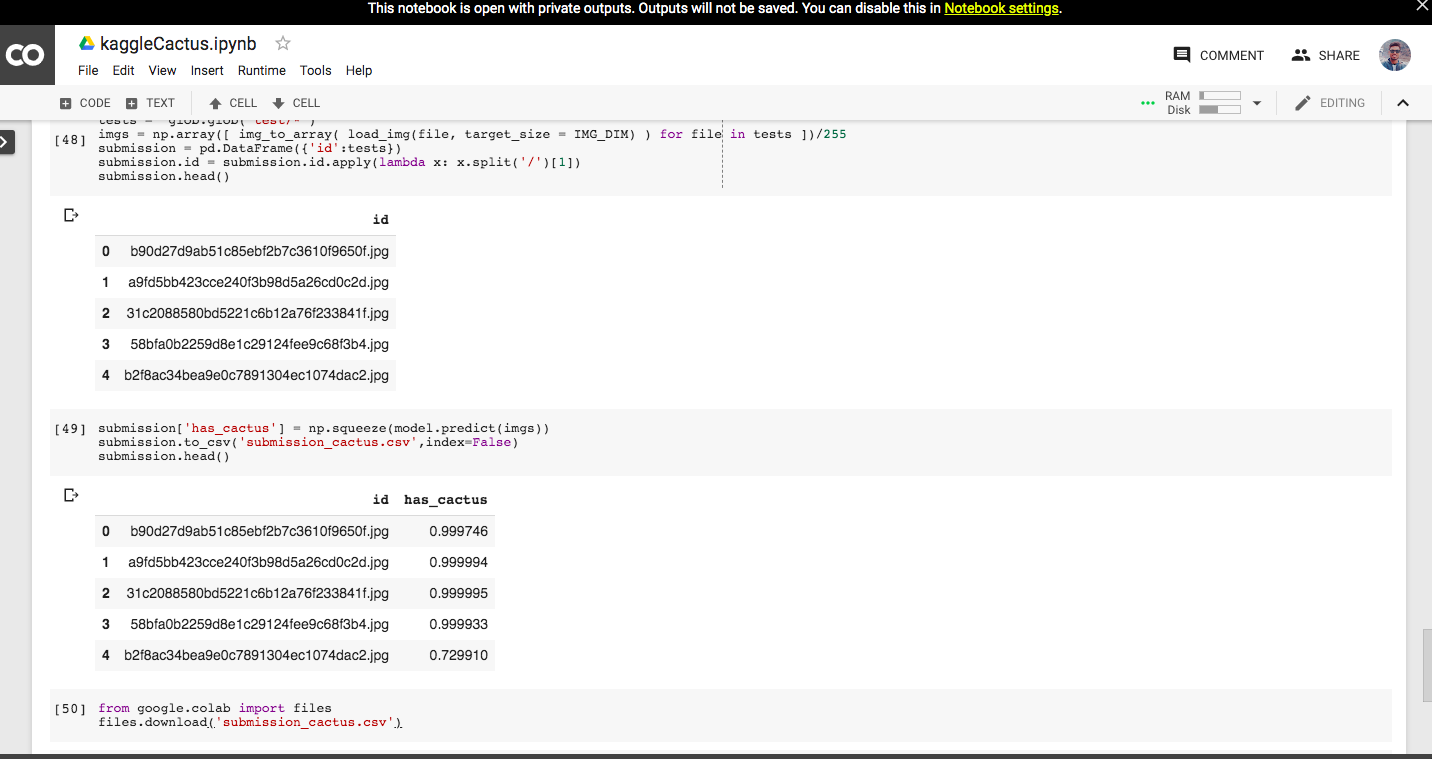 This notebook is open with private outputs. Outputs will not be saved. You can disable this in Notebook settings.
CO kaggleCactus.ipynb
COMMENT SHARE
File Edit View Insert Runtime Tools Help
CODE TEXT CELL CELL RAM Disk EDITING
tests = glob.glob('test/*')
[48] imgs = np.array([ img_to_array( load_img(file, target_size = IMG_DIM) ) for file in tests ])/255
submission = pd.DataFrame({'id':tests})
submission.id = submission.id.apply(lambda x: x.split('/')[1])
submission.head()
id
0 b90d27d9ab51c85ebf2b7c3610f9650f.jpg
1 a9fd5bb423cce240f3b98d5a26cd0c2d.jpg
2 31c2088580bd5221c6b12a76f233841f.jpg
3 58bfa0b2259d8e1c29124fee9c68f3b4.jpg
4 b2f8ac34bea9e0c7891304ec1074dac2.jpg
[49] submission['has_cactus'] = np.squeeze(model.predict(imgs))
submission.to_csv('submission_cactus.csv',index=False)
submission.head()
id has_cactus
0 b90d27d9ab51c85ebf2b7c3610f9650f.jpg 0.999746
1 a9fd5bb423cce240f3b98d5a26cd0c2d.jpg 0.999994
2 31c2088580bd5221c6b12a76f233841f.jpg 0.999995
3 58bfa0b2259d8e1c29124fee9c68f3b4.jpg 0.999933
4 b2f8ac34bea9e0c7891304ec1074dac2.jpg 0.729910
[50] from google.colab import files
files.download('submission_cactus.csv')